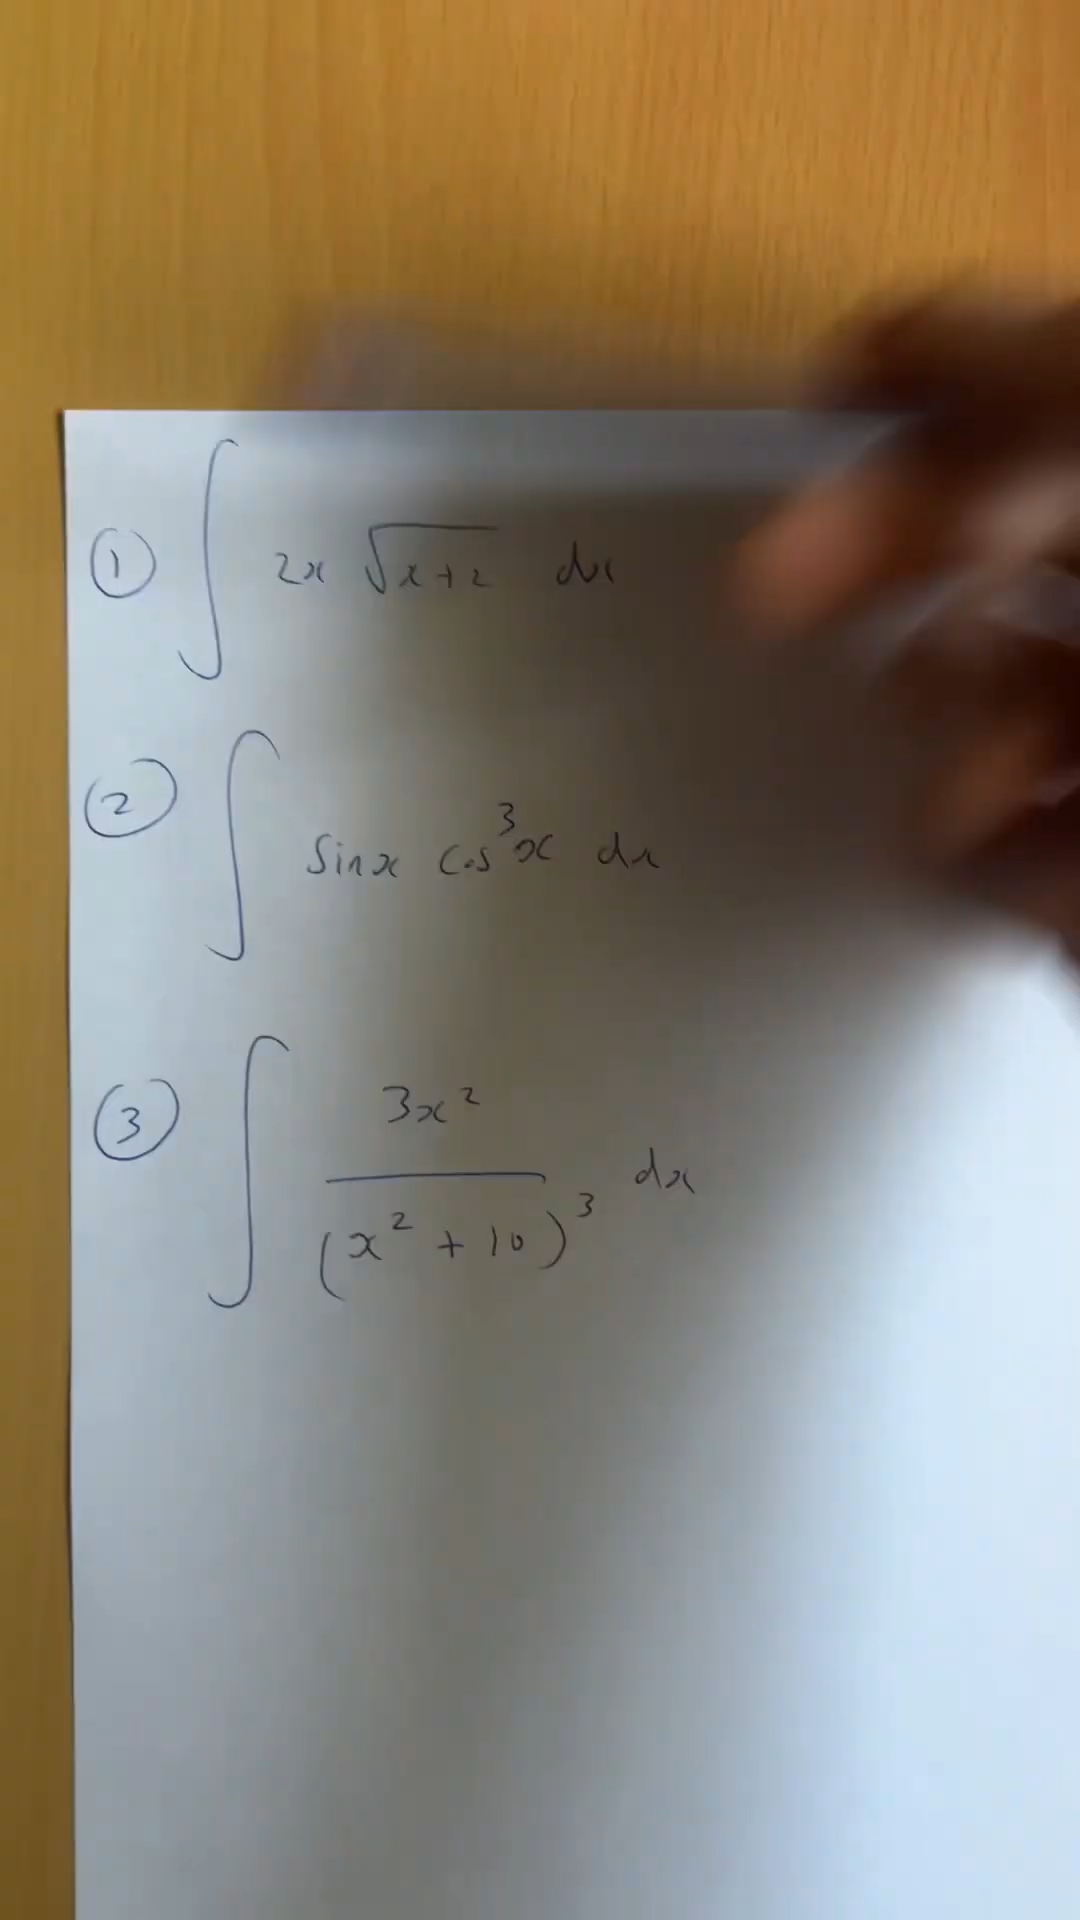 ① ∫ 2x √(x+2) dx
② ∫ sinx cos³x dx
③ ∫ 3x² / (x² + 10)³ dx